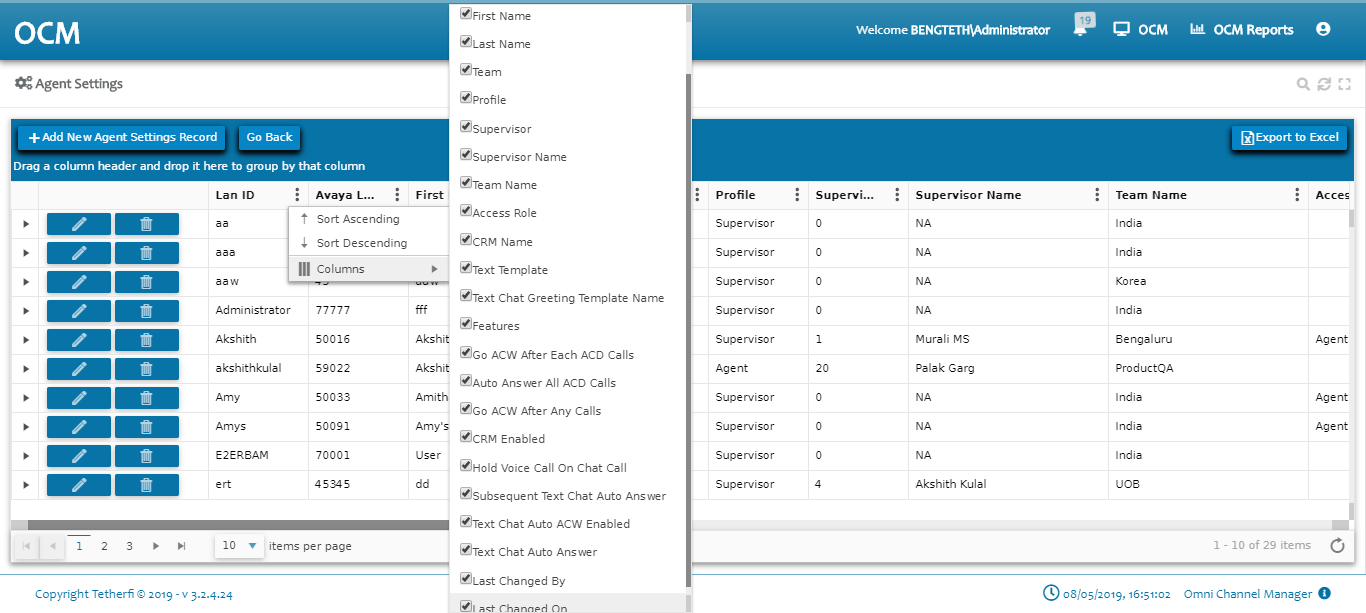 OCM
Welcome BENGTETH\Administrator
19
OCM
OCM Reports
Agent Settings
Add New Agent Settings Record
Go Back
Export to Excel
Drag a column header and drop it here to group by that column
Lan ID Avaya L... First Profile Supervi... Supervisor Name Team Name Acces
aa Supervisor 0 NA India
aaa Supervisor 0 NA India
aaw Supervisor 0 NA Korea
Administrator 77777 fff Supervisor 0 NA India
Akshith 50016 Akshit Supervisor 1 Murali MS Bengaluru Agent
akshithkulal 59022 Akshit Agent 20 Palak Garg ProductQA
Amy 50033 Amith Supervisor 0 NA India Agent
Amys 50091 Amy's Supervisor 0 NA India Agent
E2ERBAM 70001 User Supervisor 0 NA India
ert 45345 dd Supervisor 4 Akshith Kulal UOB
Sort Ascending
Sort Descending
Columns
First Name
Last Name
Team
Profile
Supervisor
Supervisor Name
Team Name
Access Role
CRM Name
Text Template
Text Chat Greeting Template Name
Features
Go ACW After Each ACD Calls
Auto Answer All ACD Calls
Go ACW After Any Calls
CRM Enabled
Hold Voice Call On Chat Call
Subsequent Text Chat Auto Answer
Text Chat Auto ACW Enabled
Text Chat Auto Answer
Last Changed By
Last Changed On
1 2 3 10 items per page
1 - 10 of 29 items
Copyright Tetherfi © 2019 - v 3.2.4.24
08/05/2019, 16:51:02 Omni Channel Manager